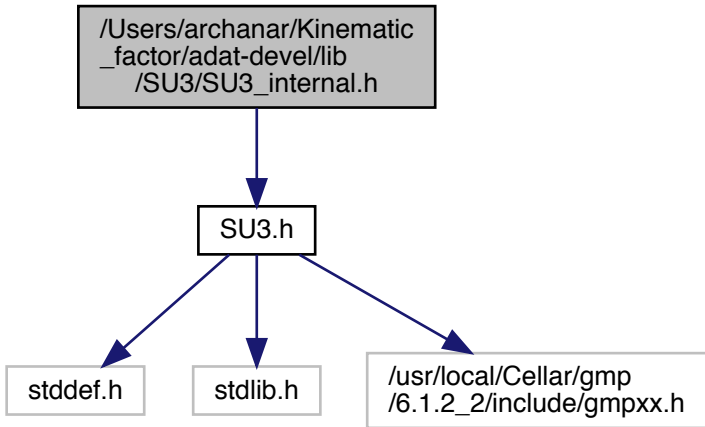 /Users/archanar/Kinematic
_factor/adat-devel/lib
/SU3/SU3_internal.h
SU3.h
stddef.h
stdlib.h
/usr/local/Cellar/gmp
/6.1.2_2/include/gmpxx.h